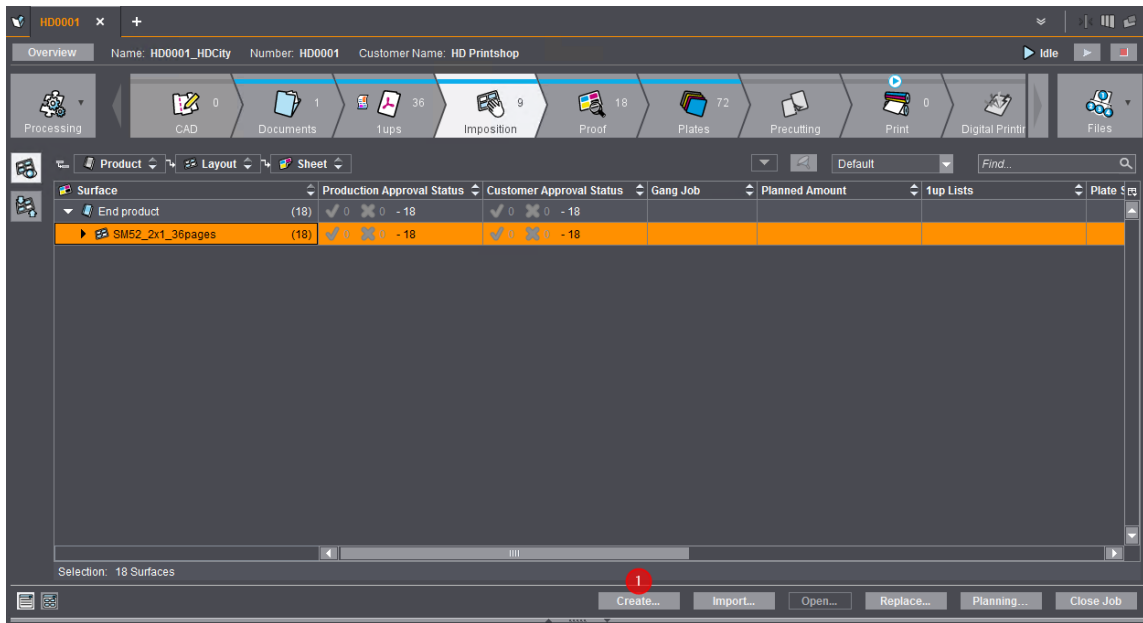 HD0001 × +
Overview Name: HD0001_HDCity Number: HD0001 Customer Name: HD Printshop Idle
Processing CAD 0 Documents 1 1ups 36 Imposition 9 Proof 18 Plates 72 Precutting Print 0 Digital Printin Files
Product Layout Sheet Default Find...
Surface Production Approval Status Customer Approval Status Gang Job Planned Amount 1up Lists Plate S
End product (18) 0 0 - 18 0 0 - 18
SM52_2x1_36pages (18) 0 0 - 18 0 0 - 18
Selection: 18 Surfaces
1
Create... Import... Open... Replace... Planning... Close Job